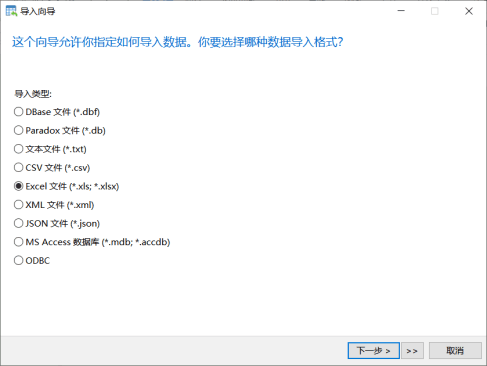 导入向导
这个向导允许你指定如何导入数据。你要选择哪种数据导入格式？
导入类型:
DBase 文件 (*.dbf)
Paradox 文件 (*.db)
文本文件 (*.txt)
CSV 文件 (*.csv)
Excel 文件 (*.xls; *.xlsx)
XML 文件 (*.xml)
JSON 文件 (*.json)
MS Access 数据库 (*.mdb; *.accdb)
ODBC
下一步 > >> 取消